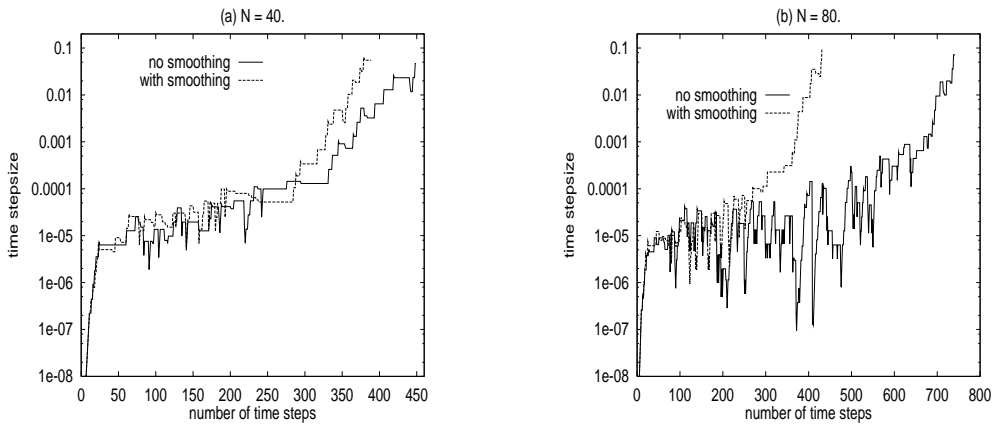 (a) N = 40.
0.1
0.01
0.001
0.0001
1e-05
1e-06
1e-07
1e-08
time stepsize
no smoothing
with smoothing
0 50 100 150 200 250 300 350 400 450
number of time steps
(b) N = 80.
0.1
0.01
0.001
0.0001
1e-05
1e-06
1e-07
1e-08
time stepsize
no smoothing
with smoothing
0 100 200 300 400 500 600 700 800
number of time steps